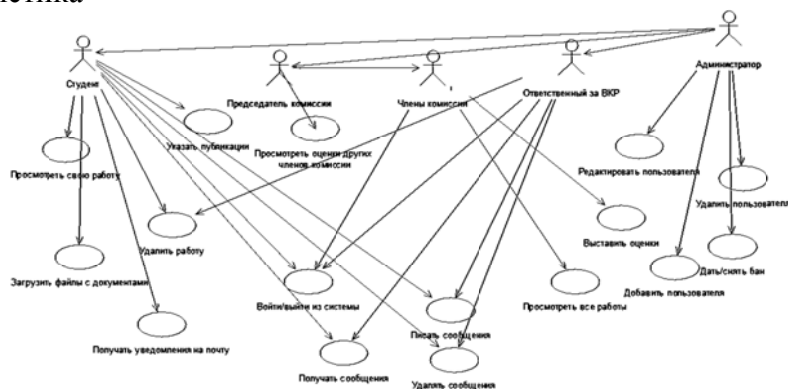 Студент
Председатель комиссии
Члены комиссии
Ответственный за ВКР
Администратор
Указать публикации
Просмотреть оценки других
членов комиссии
Просмотреть свою работу
Редактировать пользователя
Удалить пользователя
Удалить работу
Выставить оценки
Загрузить файлы с документами
Войти/выйти из системы
Просмотреть все работы
Добавить пользователя
Дать/снять бан
Писать сообщения
Получать уведомления на почту
Получать сообщения
Удалять сообщения